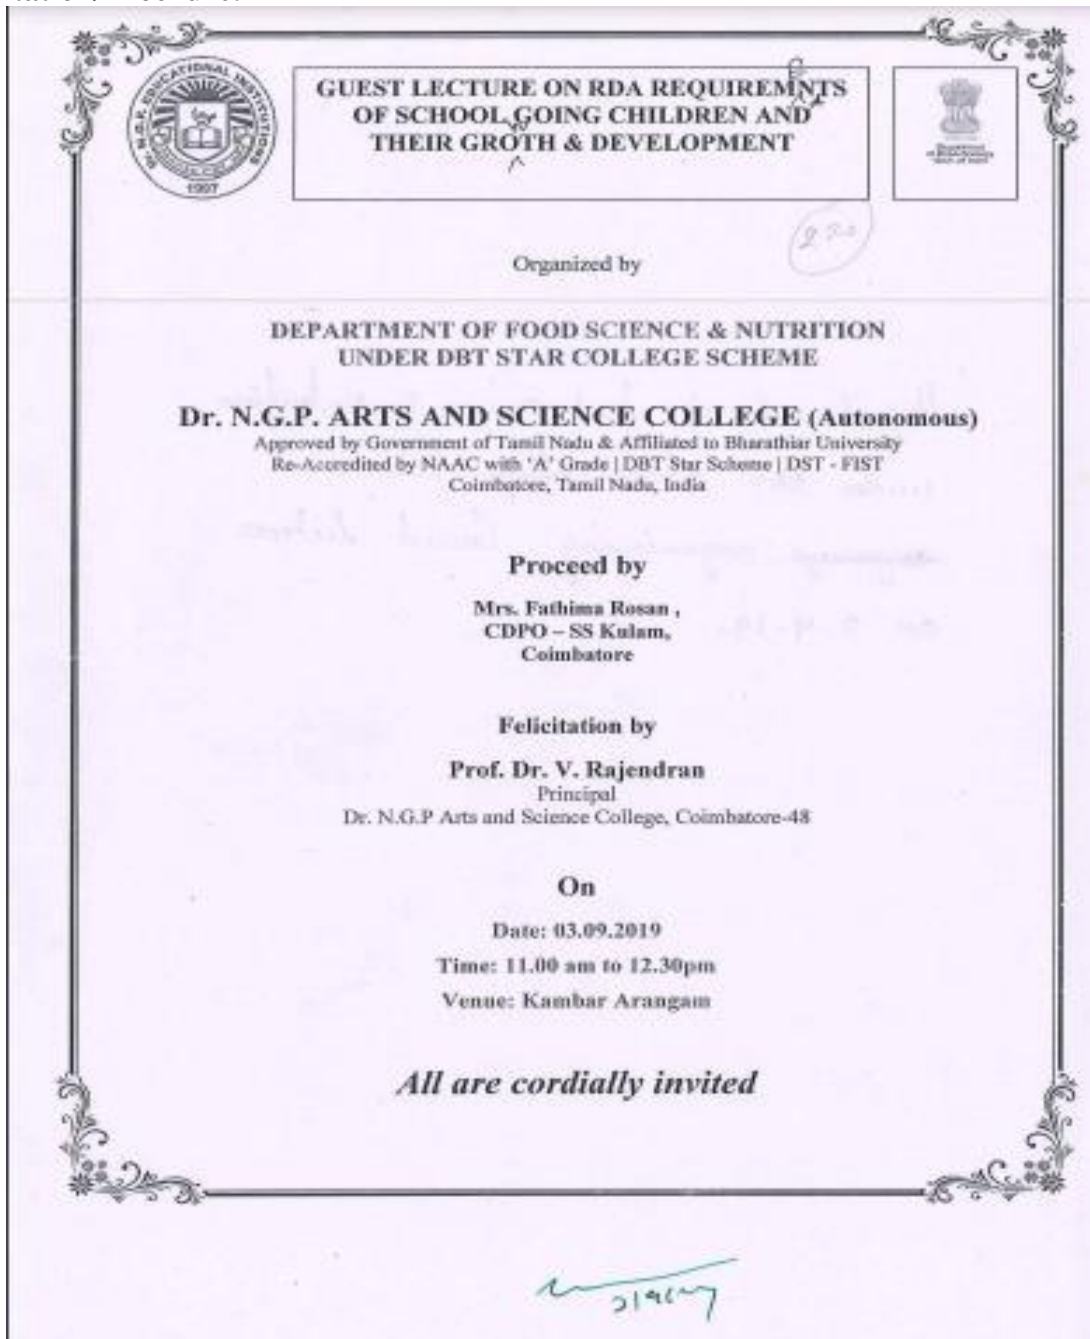 Dr. N.G.P. EDUCATIONAL INSTITUTIONS
1997
GUEST LECTURE ON RDA REQUIREMNTS
OF SCHOOL GOING CHILDREN AND
THEIR GROTH & DEVELOPMENT
Organized by
DEPARTMENT OF FOOD SCIENCE & NUTRITION
UNDER DBT STAR COLLEGE SCHEME
Dr. N.G.P. ARTS AND SCIENCE COLLEGE (Autonomous)
Approved by Government of Tamil Nadu & Affiliated to Bharathiar University
Re-Accredited by NAAC with 'A' Grade | DBT Star Scheme | DST - FIST
Coimbatore, Tamil Nadu, India
Proceed by
Mrs. Fathima Rosan ,
CDPO – SS Kulam,
Coimbatore
Felicitation by
Prof. Dr. V. Rajendran
Principal
Dr. N.G.P Arts and Science College, Coimbatore-48
On
Date: 03.09.2019
Time: 11.00 am to 12.30pm
Venue: Kambar Arangam
All are cordially invited